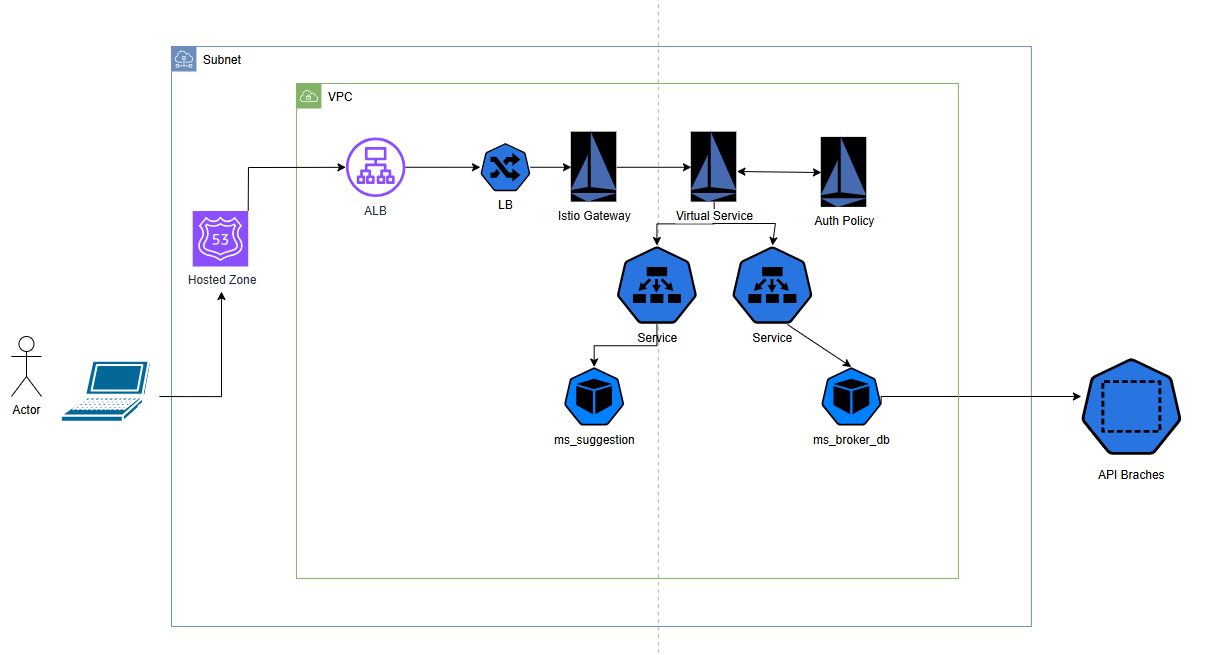 Subnet
VPC
ALB
LB
Istio Gateway
Virtual Service
Auth Policy
53
Hosted Zone
Service
Service
Actor
ms_suggestion
ms_broker_db
API Braches